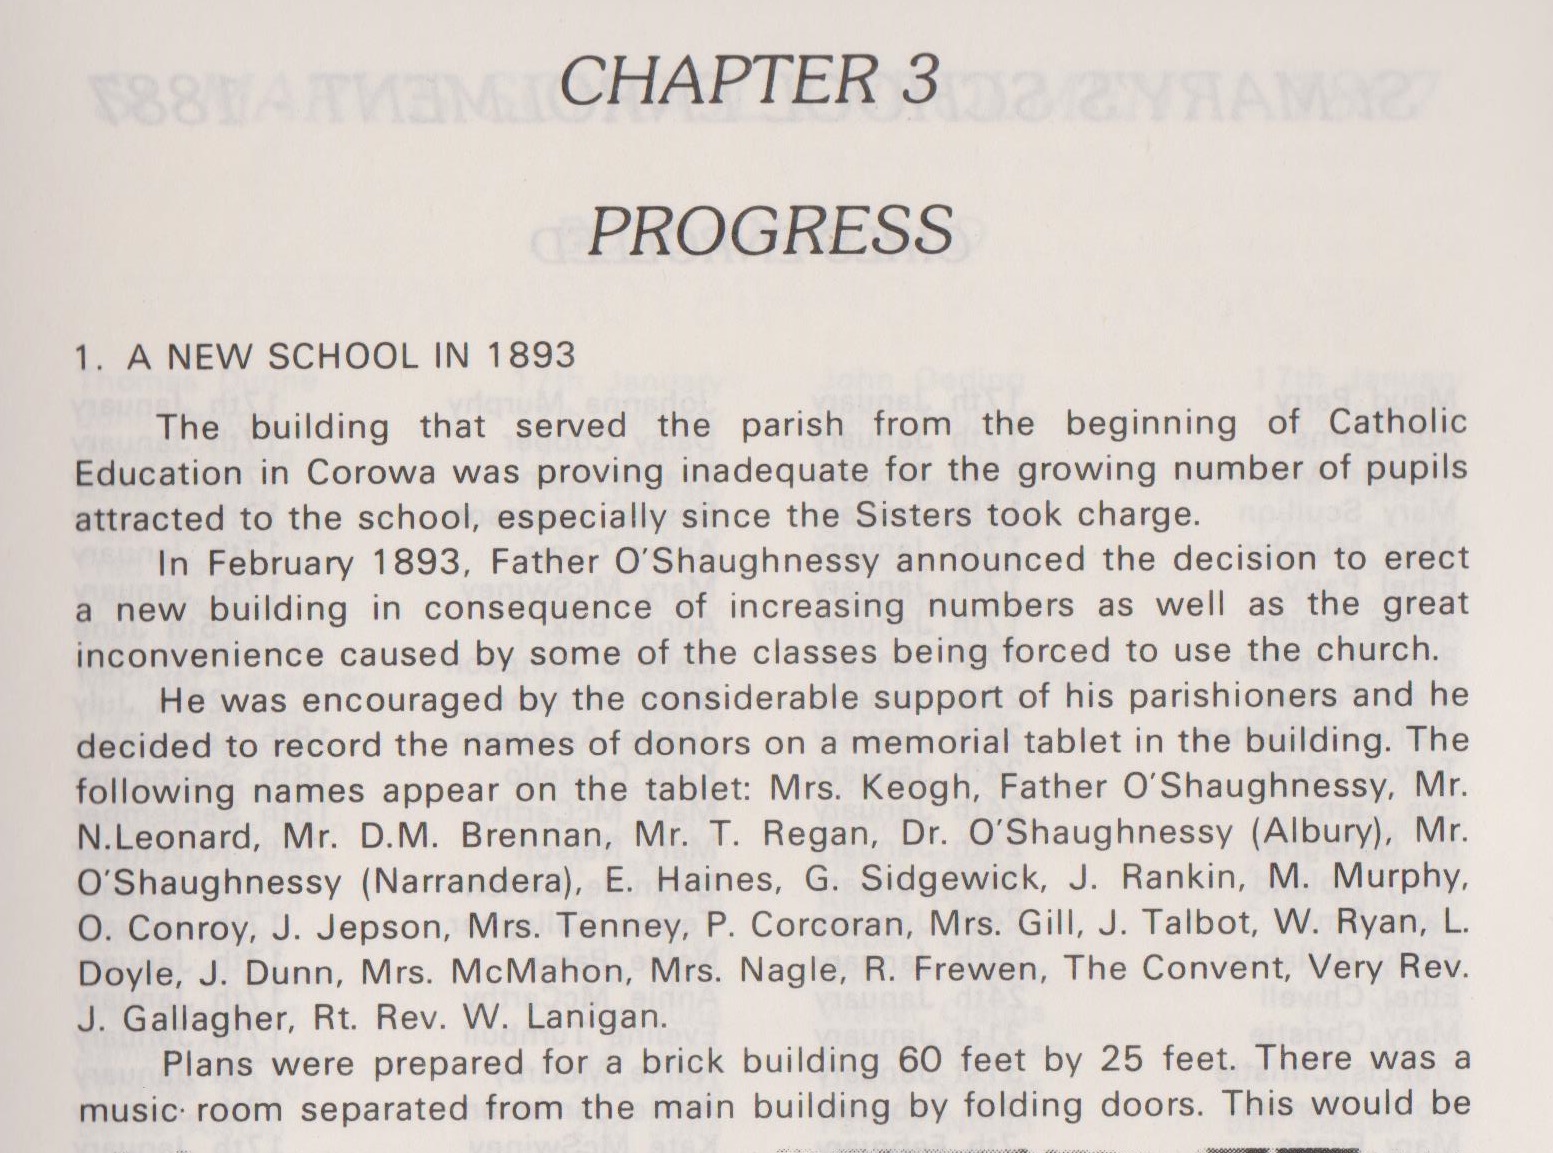 CHAPTER 3
PROGRESS
1. A NEW SCHOOL IN 1893
The building that served the parish from the beginning of Catholic
Education in Corowa was proving inadequate for the growing number of pupils
attracted to the school, especially since the Sisters took charge.
In February 1893, Father O'Shaughnessy announced the decision to erect
a new building in consequence of increasing numbers as well as the great
inconvenience caused by some of the classes being forced to use the church.
He was encouraged by the considerable support of his parishioners and he
decided to record the names of donors on a memorial tablet in the building. The
following names appear on the tablet: Mrs. Keogh, Father O'Shaughnessy, Mr.
N.Leonard, Mr. D.M. Brennan, Mr. T. Regan, Dr. O'Shaughnessy (Albury), Mr.
O'Shaughnessy (Narrandera), E. Haines, G. Sidgewick, J. Rankin, M. Murphy,
O. Conroy, J. Jepson, Mrs. Tenney, P. Corcoran, Mrs. Gill, J. Talbot, W. Ryan, L.
Doyle, J. Dunn, Mrs. McMahon, Mrs. Nagle, R. Frewen, The Convent, Very Rev.
J. Gallagher, Rt. Rev. W. Lanigan.
Plans were prepared for a brick building 60 feet by 25 feet. There was a
music room separated from the main building by folding doors. This would be